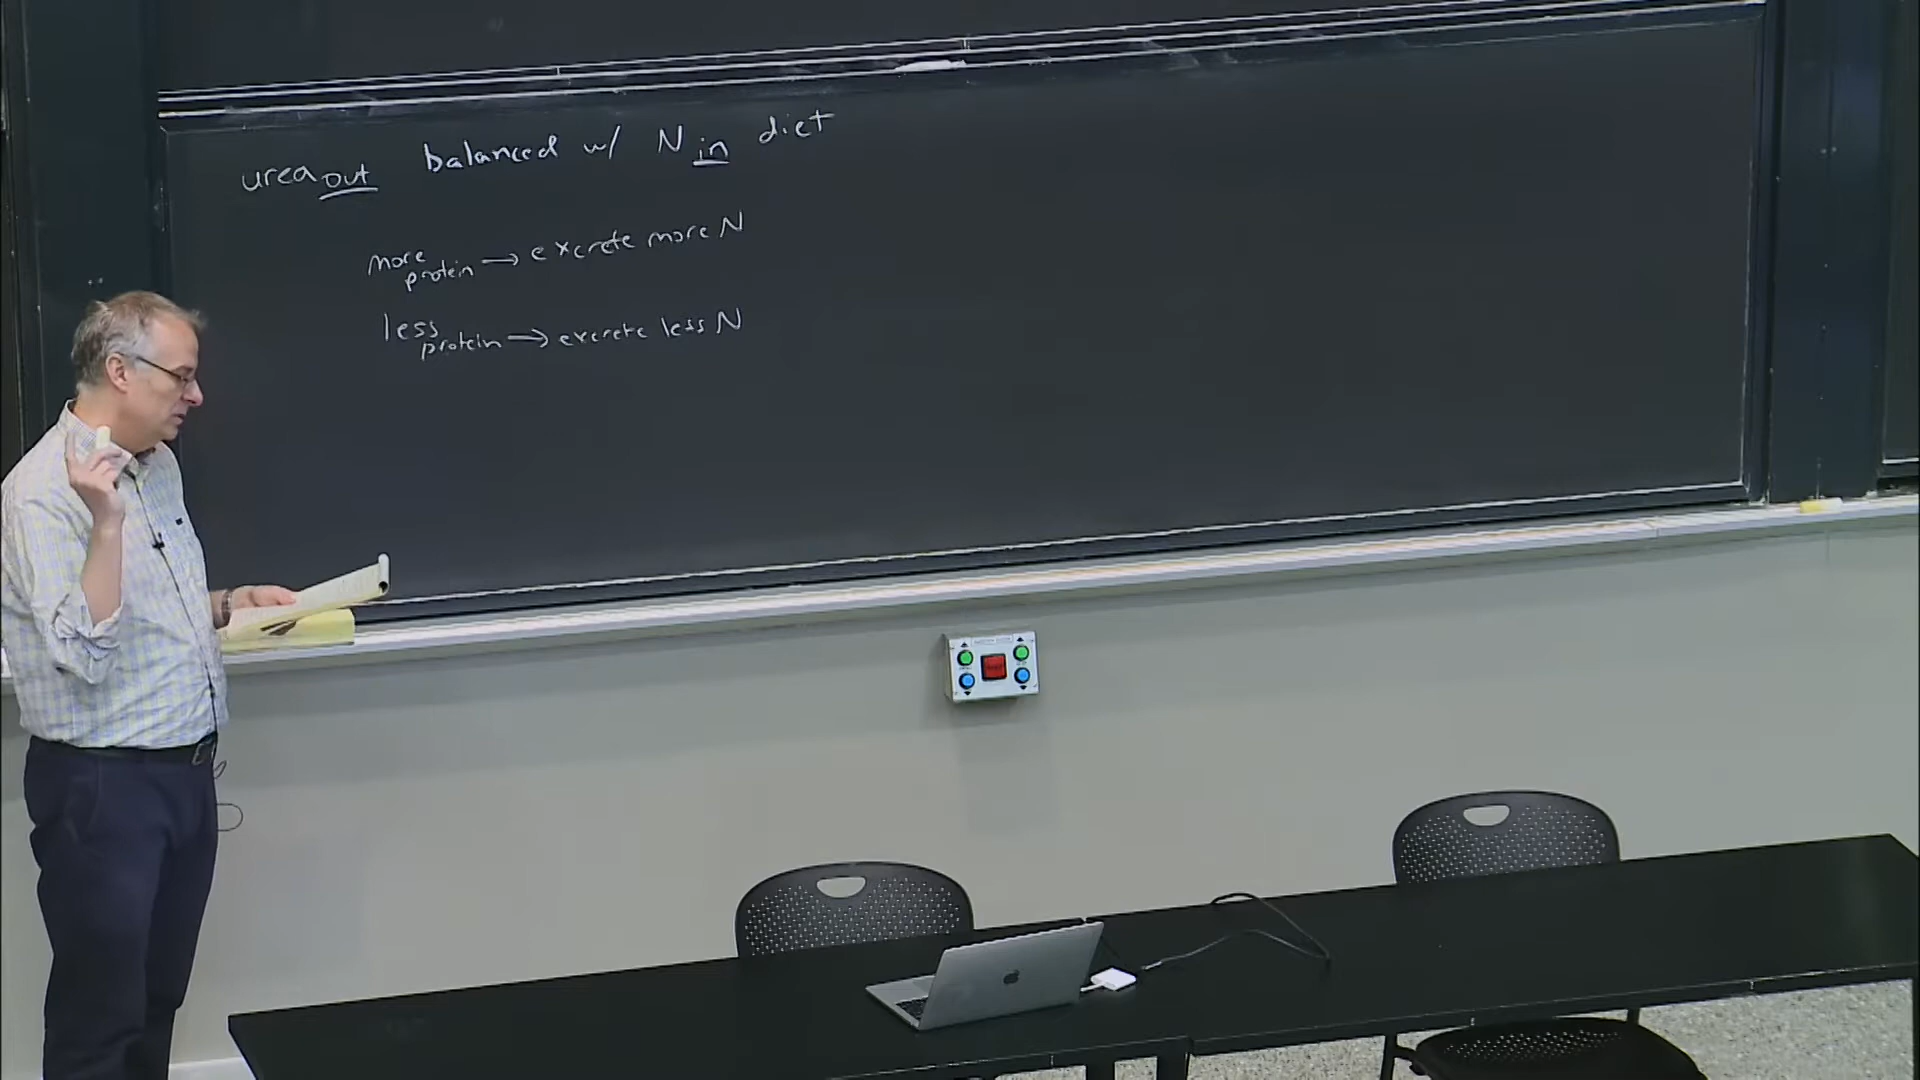 urea out balanced w/ N in diet
more protein → excrete more N
less protein → excrete less N